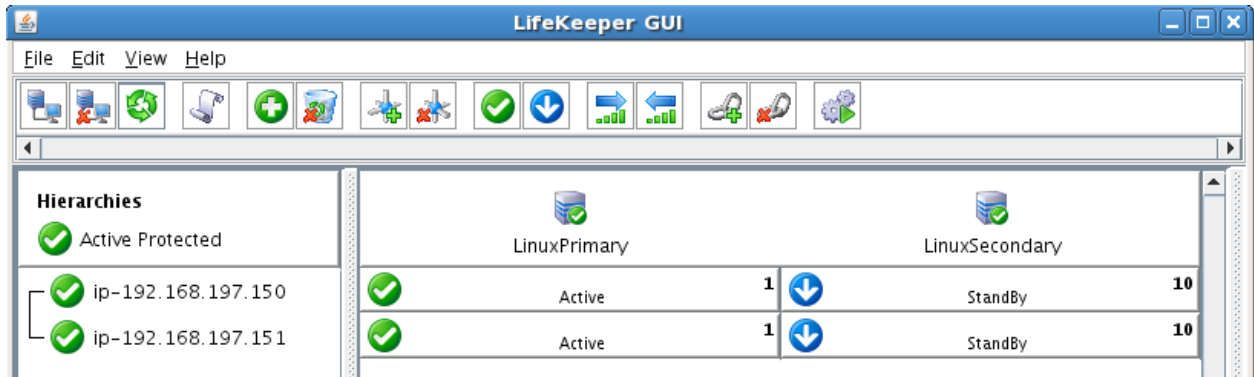 LifeKeeper GUI
File Edit View Help
Hierarchies
Active Protected
LinuxPrimary LinuxSecondary
ip-192.168.197.150 Active 1 StandBy 10
ip-192.168.197.151 Active 1 StandBy 10